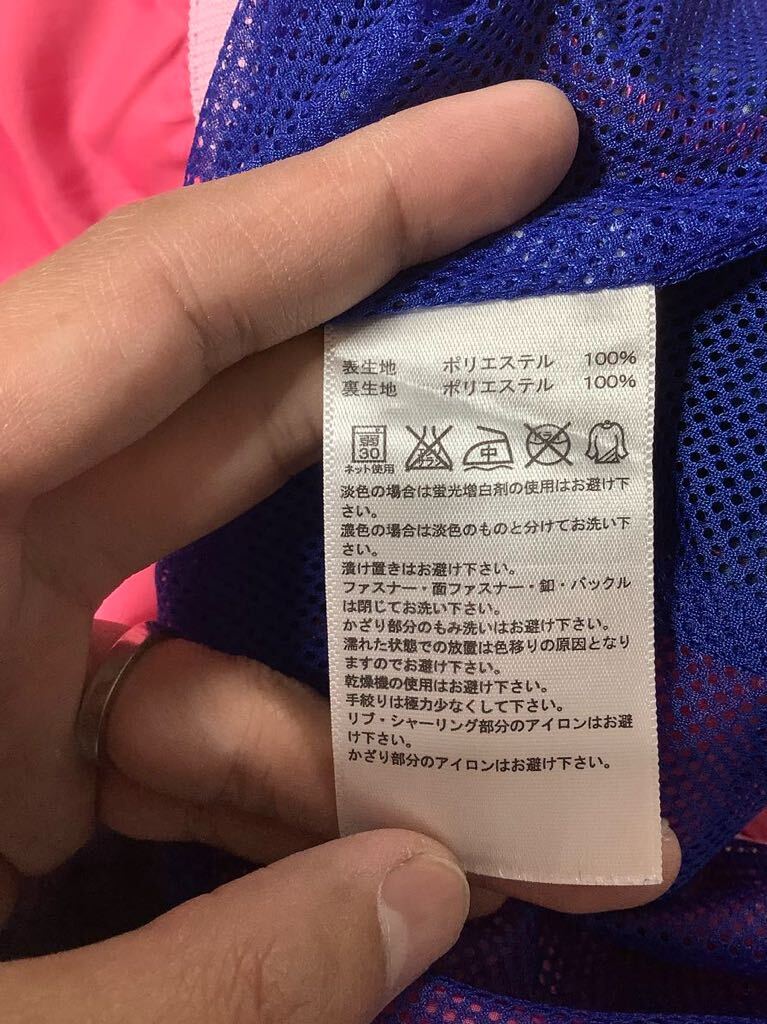 表生地 ポリエステル 100%
裏生地 ポリエステル 100%
弱
30
ネット使用
中
淡色の場合は蛍光増白剤の使用はお避け下
さい。
濃色の場合は淡色のものと分けてお洗い下
さい。
漬け置きはお避け下さい。
ファスナー・面ファスナー・釦・バックル
は閉じてお洗い下さい。
かざり部分のもみ洗いはお避け下さい。
濡れた状態での放置は色移りの原因となり
ますのでお避け下さい。
乾燥機の使用はお避け下さい。
手絞りは極力少なくして下さい。
リブ・シャーリング部分のアイロンはお避
け下さい。
かざり部分のアイロンはお避け下さい。